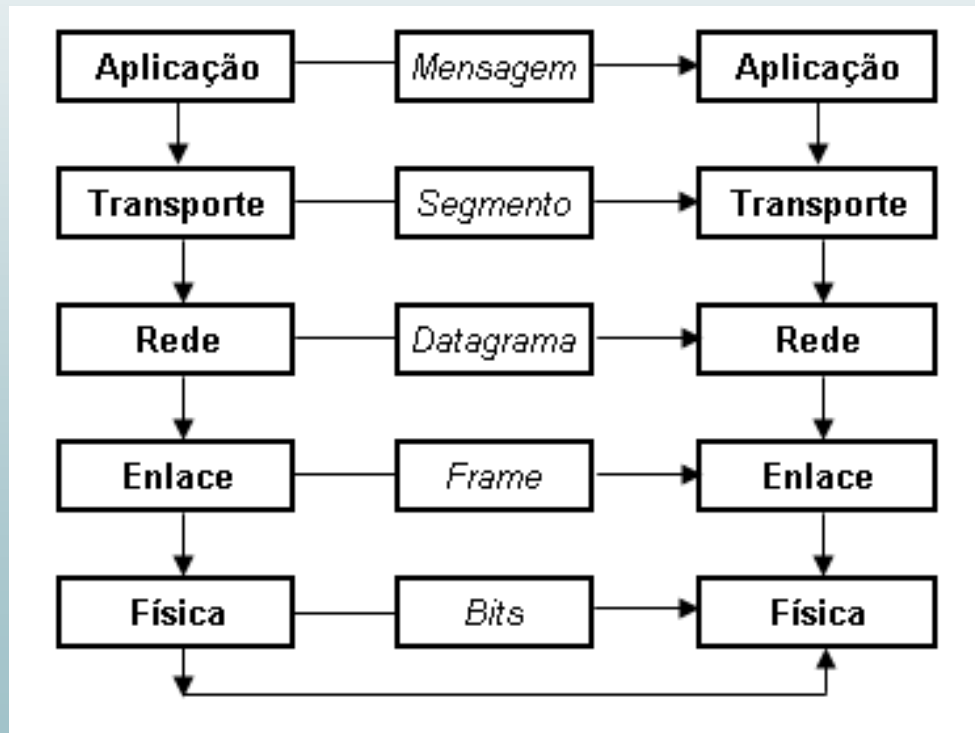 Aplicação Mensagem Aplicação
Transporte Segmento Transporte
Rede Datagrama Rede
Enlace Frame Enlace
Física Bits Física